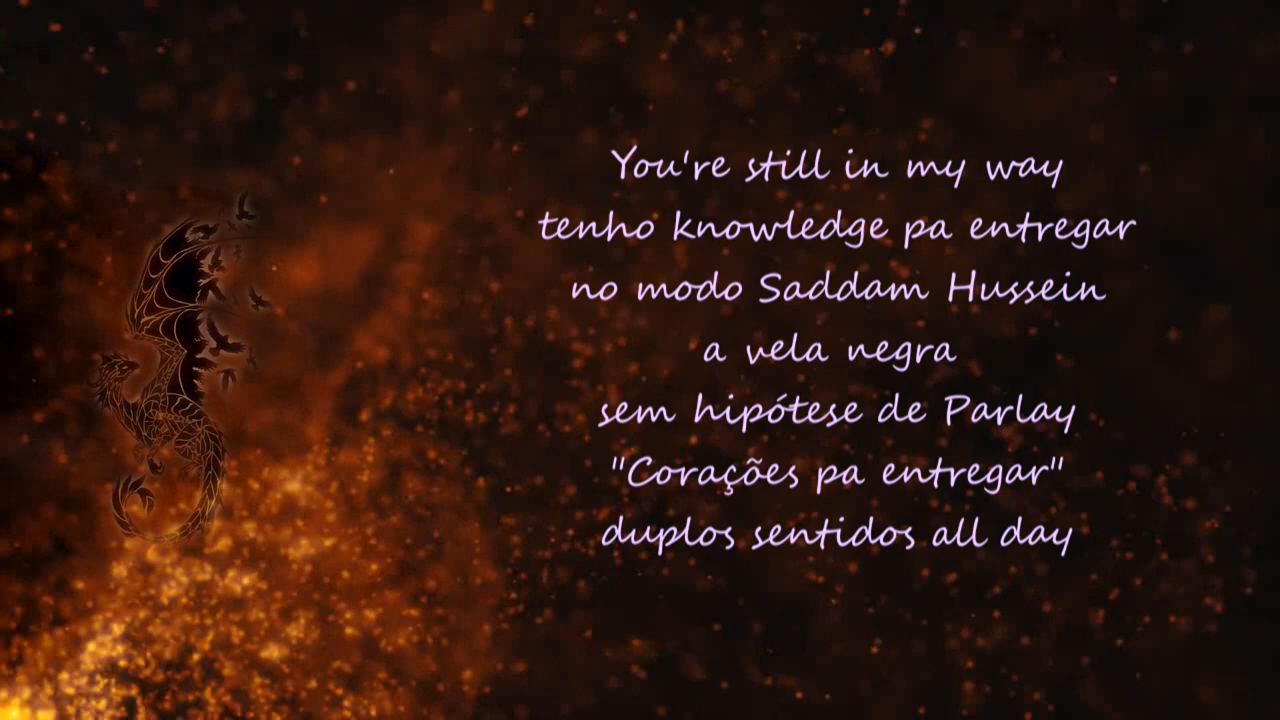 You're still in my way
tenho knowledge pa entregar
no modo Saddam Hussein
a vela negra
sem hipótese de Parlay
"Corações pa entregar"
duplos sentidos all day